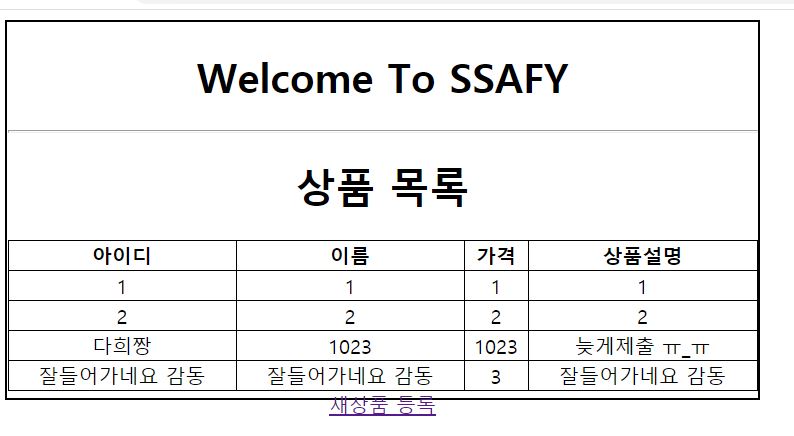 Welcome To SSAFY
상품 목록
아이디 이름 가격 상품설명
1 1 1 1
2 2 2 2
다희짱 1023 1023 늦게제출 ㅠ_ㅠ
잘들어가네요 감동 잘들어가네요 감동 3 잘들어가네요 감동
새상품 등록